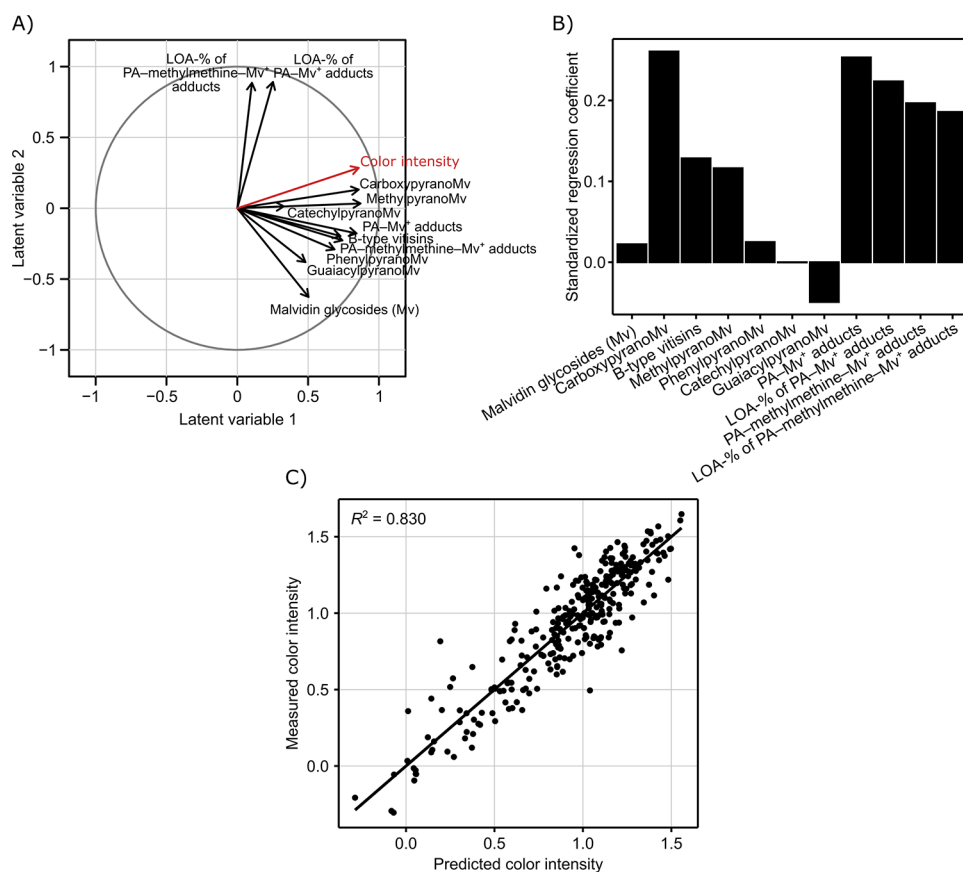 A)
LOA-% of
PA–methylmethine–Mv⁺
adducts
LOA-% of
PA–Mv⁺ adducts
Color intensity
CarboxypyranoMv
MethylpyranoMv
CatechylpyranoMv
PA–Mv⁺ adducts
B-type vitisins
PA–methylmethine–Mv⁺ adducts
PhenylpyranoMv
GuaiacylpyranoMv
Malvidin glycosides (Mv)
1
0.5
0
−0.5
−1
Latent variable 2
−1
−0.5
0
0.5
1
Latent variable 1
B)
Standardized regression coefficient
0.2
0.1
0.0
Malvidin glycosides (Mv)
CarboxypyranoMv
B-type vitisins
MethylpyranoMv
PhenylpyranoMv
CatechylpyranoMv
GuaiacylpyranoMv
PA–Mv⁺ adducts
LOA-% of PA–Mv⁺ adducts
PA–methylmethine–Mv⁺ adducts
LOA-% of PA–methylmethine–Mv⁺ adducts
C)
R² = 0.830
Measured color intensity
1.5
1.0
0.5
0.0
0.0
0.5
1.0
1.5
Predicted color intensity